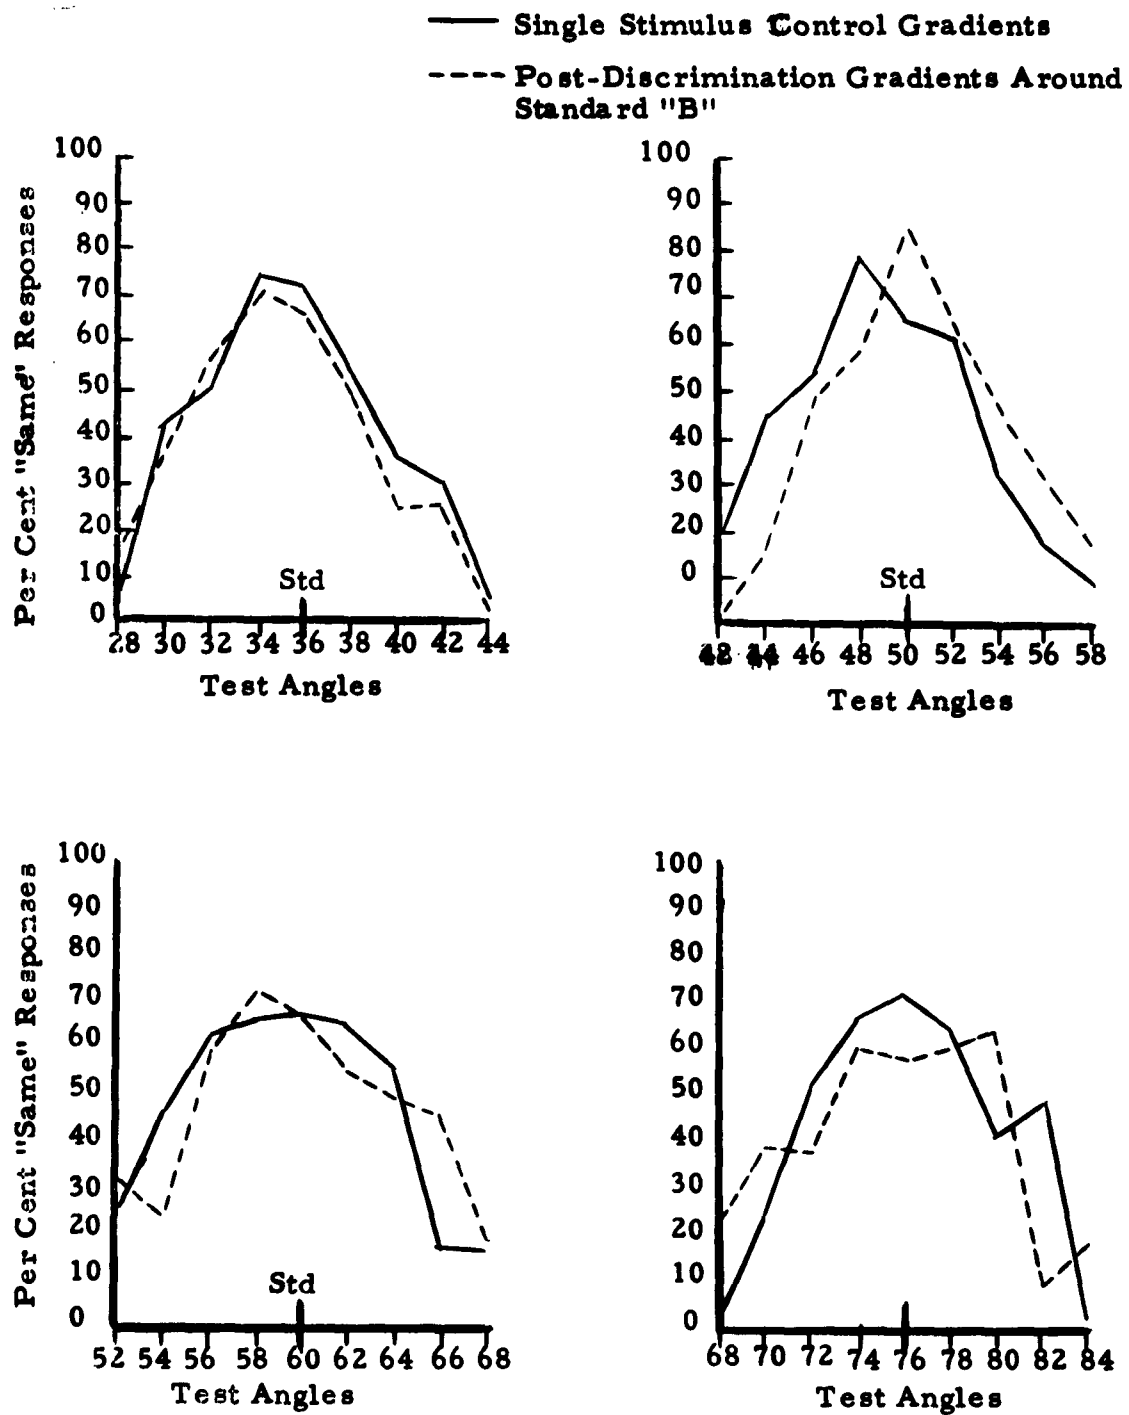 Single Stimulus Control Gradients
Post-Discrimination Gradients Around
Standard "B"
Per Cent "Same" Responses
100
90
80
70
60
50
40
30
20
10
0
Std
28 30 32 34 36 38 40 42 44
Test Angles
100
90
80
70
60
50
40
30
20
0
Std
42 44 46 48 50 52 54 56 58
Test Angles
Per Cent "Same" Responses
100
90
80
70
60
50
40
30
20
10
0
Std
52 54 56 58 60 62 64 66 68
Test Angles
100
90
80
70
60
50
40
30
20
10
0
68 70 72 74 76 78 80 82 84
Test Angles